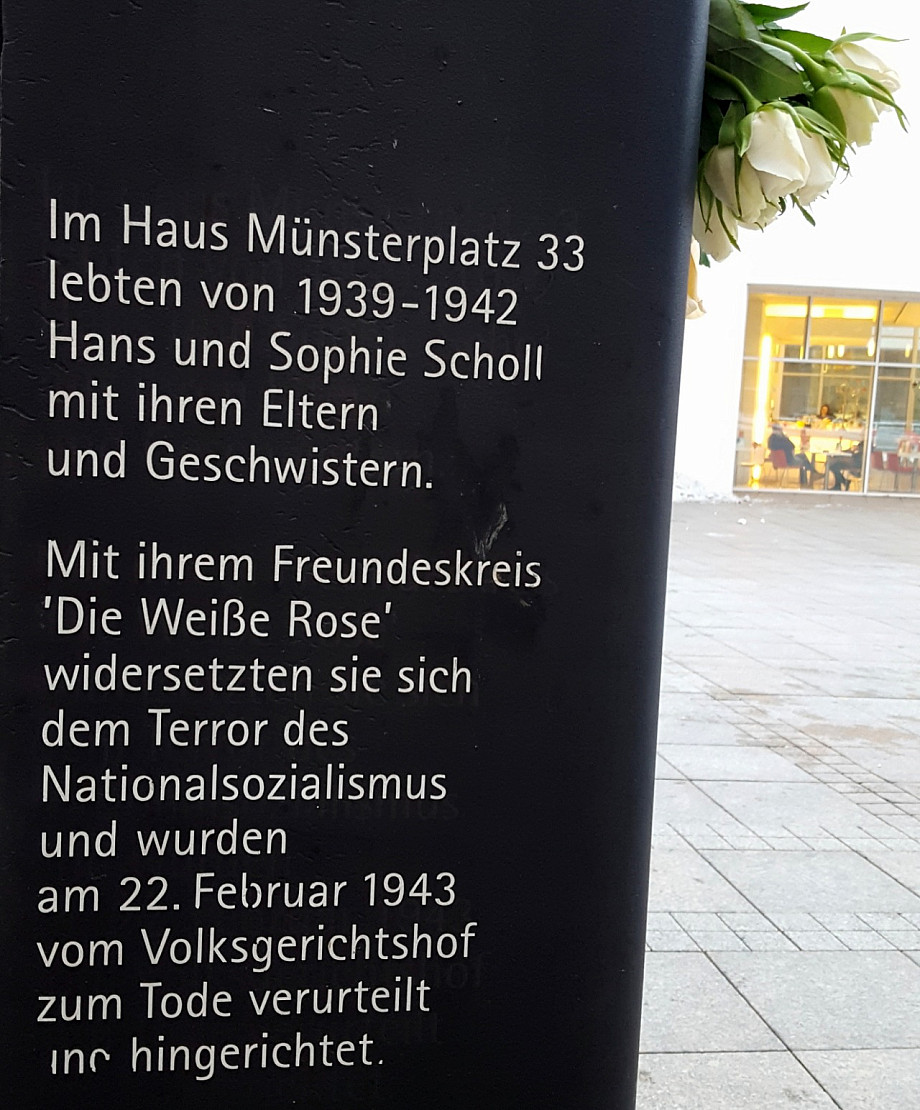 Im Haus Münsterplatz 33
lebten von 1939-1942
Hans und Sophie Scholl
mit ihren Eltern
und Geschwistern.
Mit ihrem Freundeskreis
'Die Weiße Rose'
widersetzten sie sich
dem Terror des
Nationalsozialismus
und wurden
am 22. Februar 1943
vom Volksgerichtshof
zum Tode verurteilt
und hingerichtet.